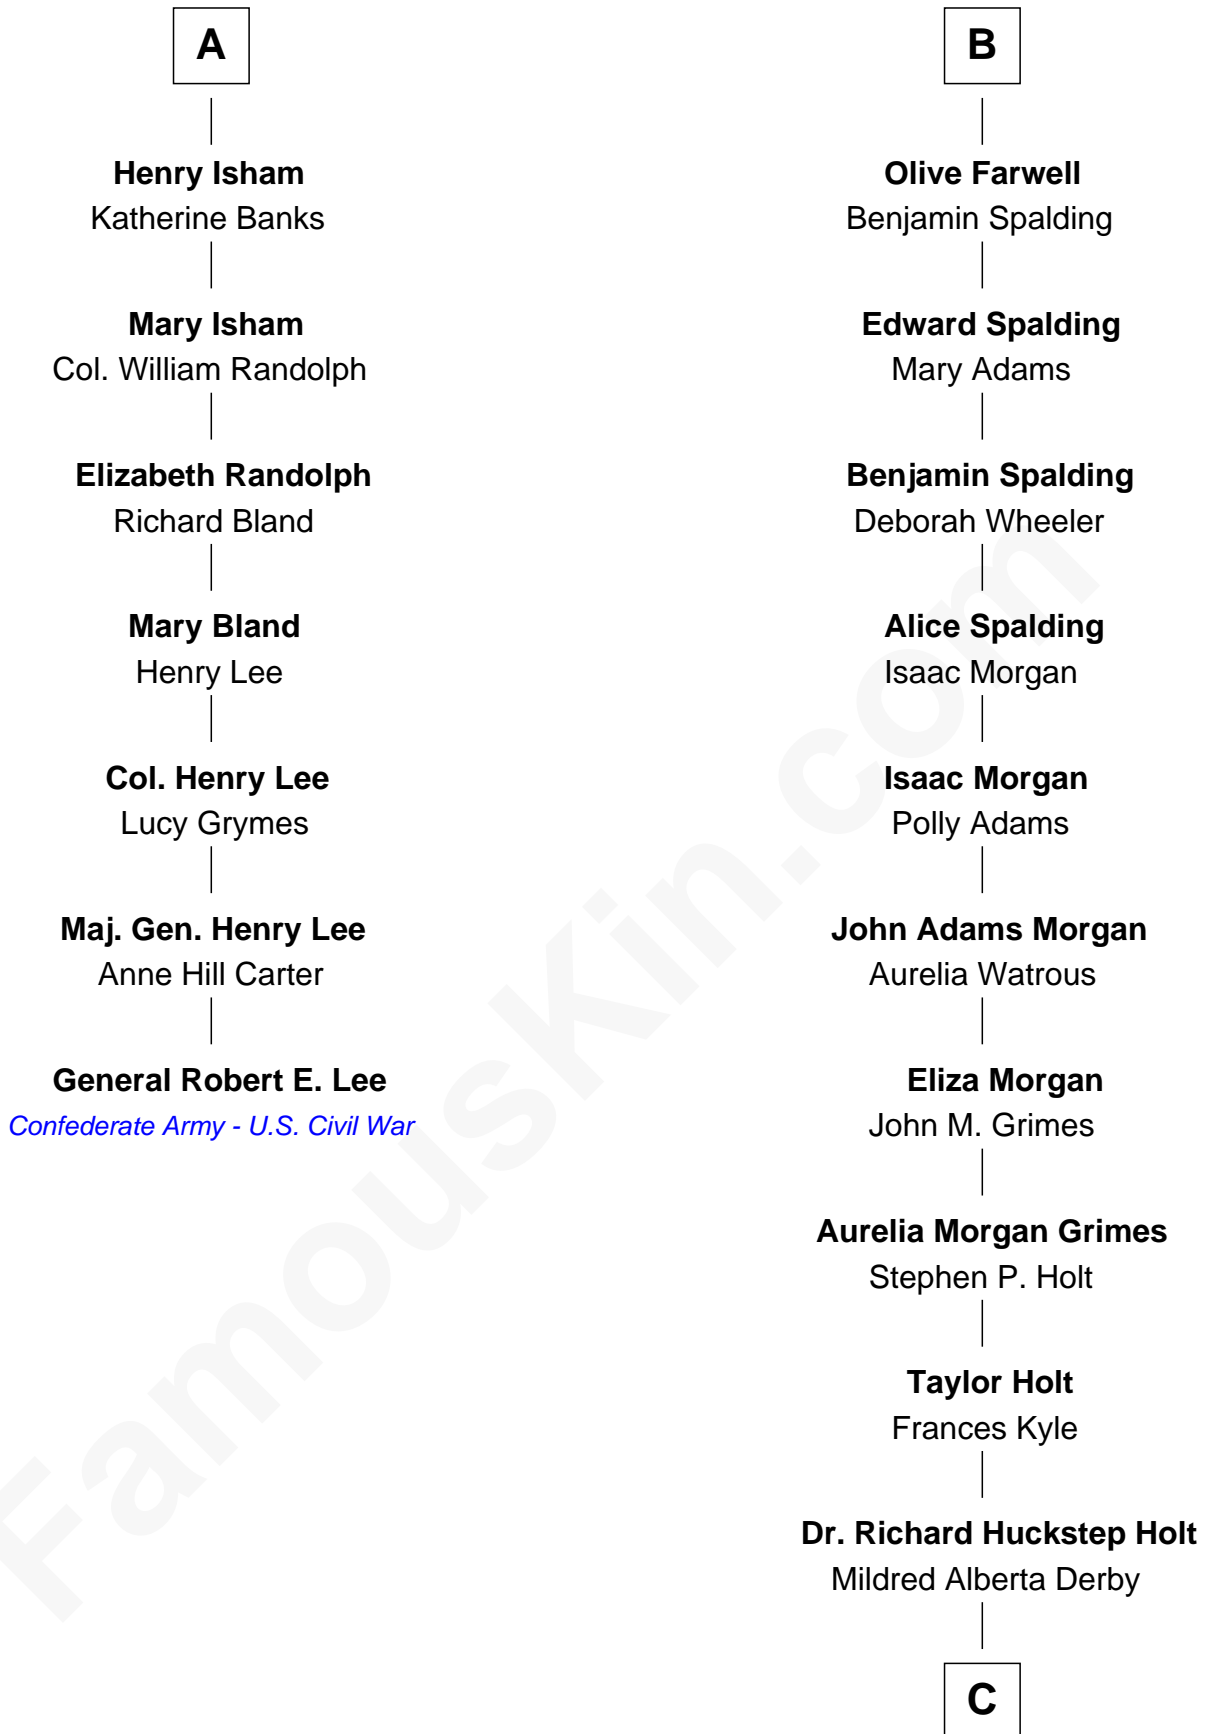 A
Henry Isham
Katherine Banks
Mary Isham
Col. William Randolph
Elizabeth Randolph
Richard Bland
Mary Bland
Henry Lee
Col. Henry Lee
Lucy Grymes
Maj. Gen. Henry Lee
Anne Hill Carter
General Robert E. Lee
Confederate Army - U.S. Civil War
B
Olive Farwell
Benjamin Spalding
Edward Spalding
Mary Adams
Benjamin Spalding
Deborah Wheeler
Alice Spalding
Isaac Morgan
Isaac Morgan
Polly Adams
John Adams Morgan
Aurelia Watrous
Eliza Morgan
John M. Grimes
Aurelia Morgan Grimes
Stephen P. Holt
Taylor Holt
Frances Kyle
Dr. Richard Huckstep Holt
Mildred Alberta Derby
C
FamousKin.com